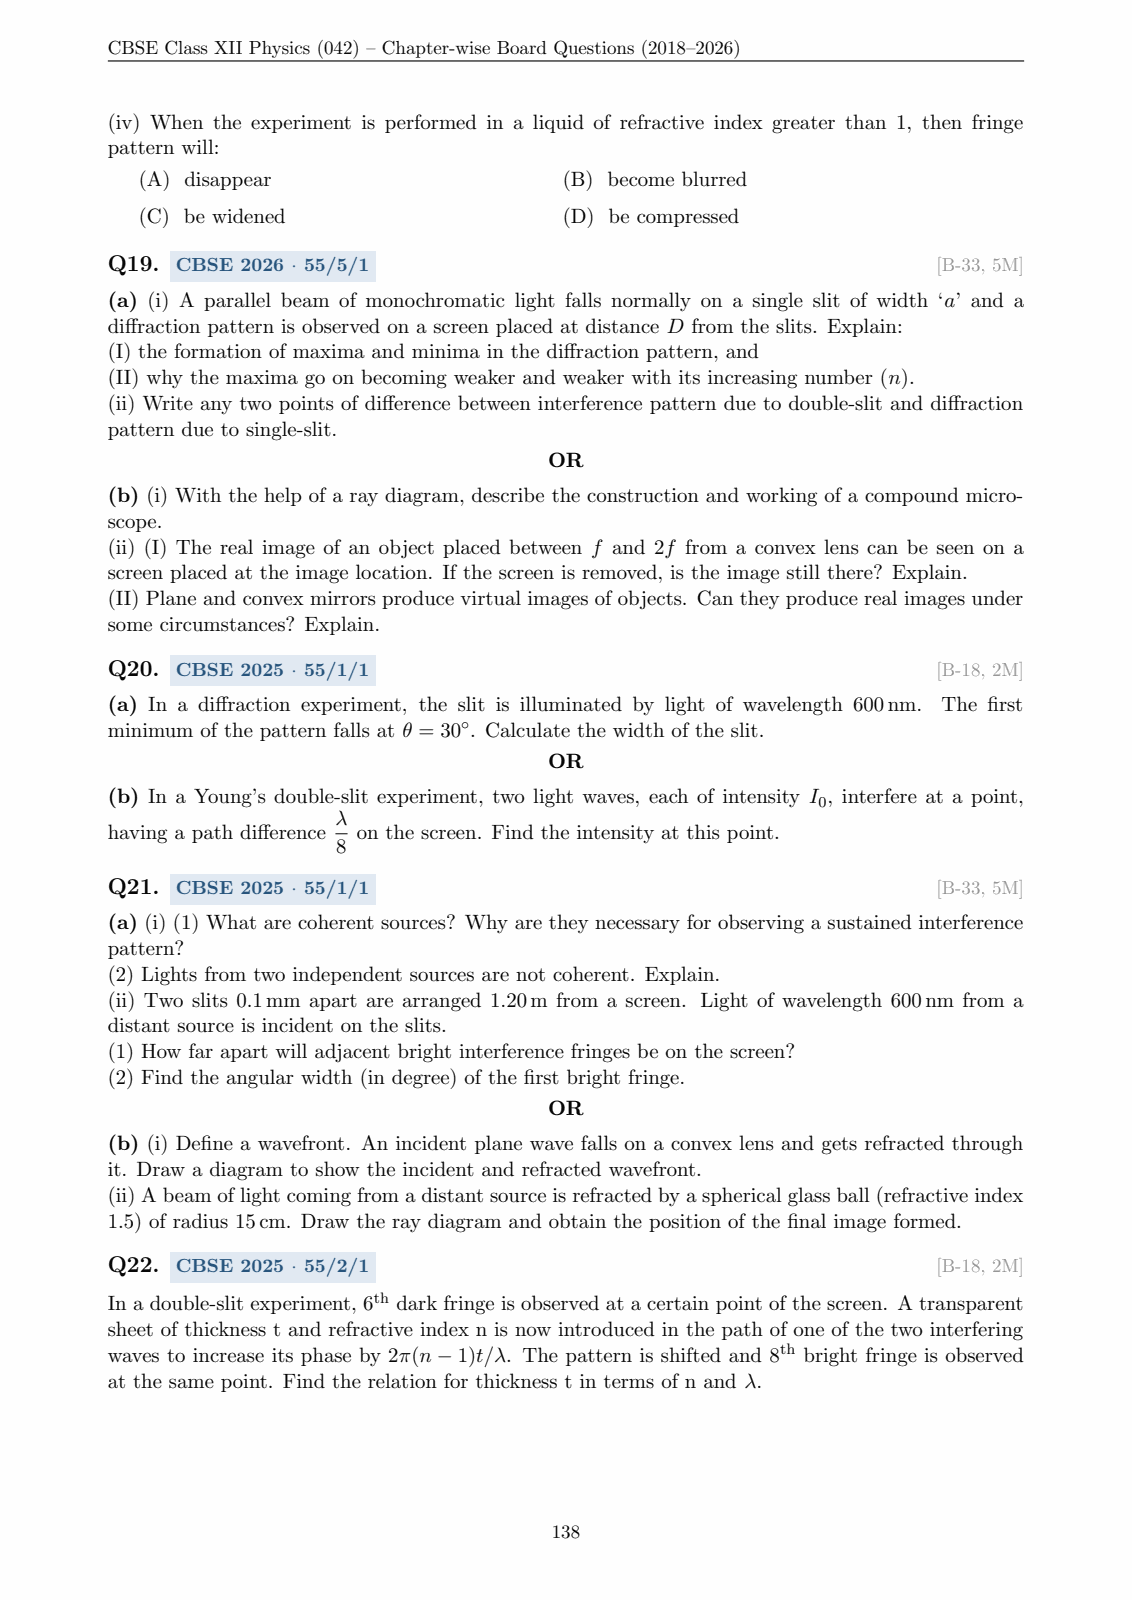 CBSE Class XII Physics (042) – Chapter-wise Board Questions (2018–2026)
(iv) When the experiment is performed in a liquid of refractive index greater than 1, then fringe
pattern will:
(A) disappear (B) become blurred
(C) be widened (D) be compressed
Q19. CBSE 2026 · 55/5/1 [B-33, 5M]
(a) (i) A parallel beam of monochromatic light falls normally on a single slit of width ‘a’ and a
diffraction pattern is observed on a screen placed at distance D from the slits. Explain:
(I) the formation of maxima and minima in the diffraction pattern, and
(II) why the maxima go on becoming weaker and weaker with its increasing number (n).
(ii) Write any two points of difference between interference pattern due to double-slit and diffraction
pattern due to single-slit.
OR
(b) (i) With the help of a ray diagram, describe the construction and working of a compound micro-
scope.
(ii) (I) The real image of an object placed between f and 2f from a convex lens can be seen on a
screen placed at the image location. If the screen is removed, is the image still there? Explain.
(II) Plane and convex mirrors produce virtual images of objects. Can they produce real images under
some circumstances? Explain.
Q20. CBSE 2025 · 55/1/1 [B-18, 2M]
(a) In a diffraction experiment, the slit is illuminated by light of wavelength 600 nm. The first
minimum of the pattern falls at θ = 30°. Calculate the width of the slit.
OR
(b) In a Young’s double-slit experiment, two light waves, each of intensity I₀, interfere at a point,
having a path difference λ/8 on the screen. Find the intensity at this point.
Q21. CBSE 2025 · 55/1/1 [B-33, 5M]
(a) (i) (1) What are coherent sources? Why are they necessary for observing a sustained interference
pattern?
(2) Lights from two independent sources are not coherent. Explain.
(ii) Two slits 0.1 mm apart are arranged 1.20 m from a screen. Light of wavelength 600 nm from a
distant source is incident on the slits.
(1) How far apart will adjacent bright interference fringes be on the screen?
(2) Find the angular width (in degree) of the first bright fringe.
OR
(b) (i) Define a wavefront. An incident plane wave falls on a convex lens and gets refracted through
it. Draw a diagram to show the incident and refracted wavefront.
(ii) A beam of light coming from a distant source is refracted by a spherical glass ball (refractive index
1.5) of radius 15 cm. Draw the ray diagram and obtain the position of the final image formed.
Q22. CBSE 2025 · 55/2/1 [B-18, 2M]
In a double-slit experiment, 6th dark fringe is observed at a certain point of the screen. A transparent
sheet of thickness t and refractive index n is now introduced in the path of one of the two interfering
waves to increase its phase by 2π(n − 1)t/λ. The pattern is shifted and 8th bright fringe is observed
at the same point. Find the relation for thickness t in terms of n and λ.
138